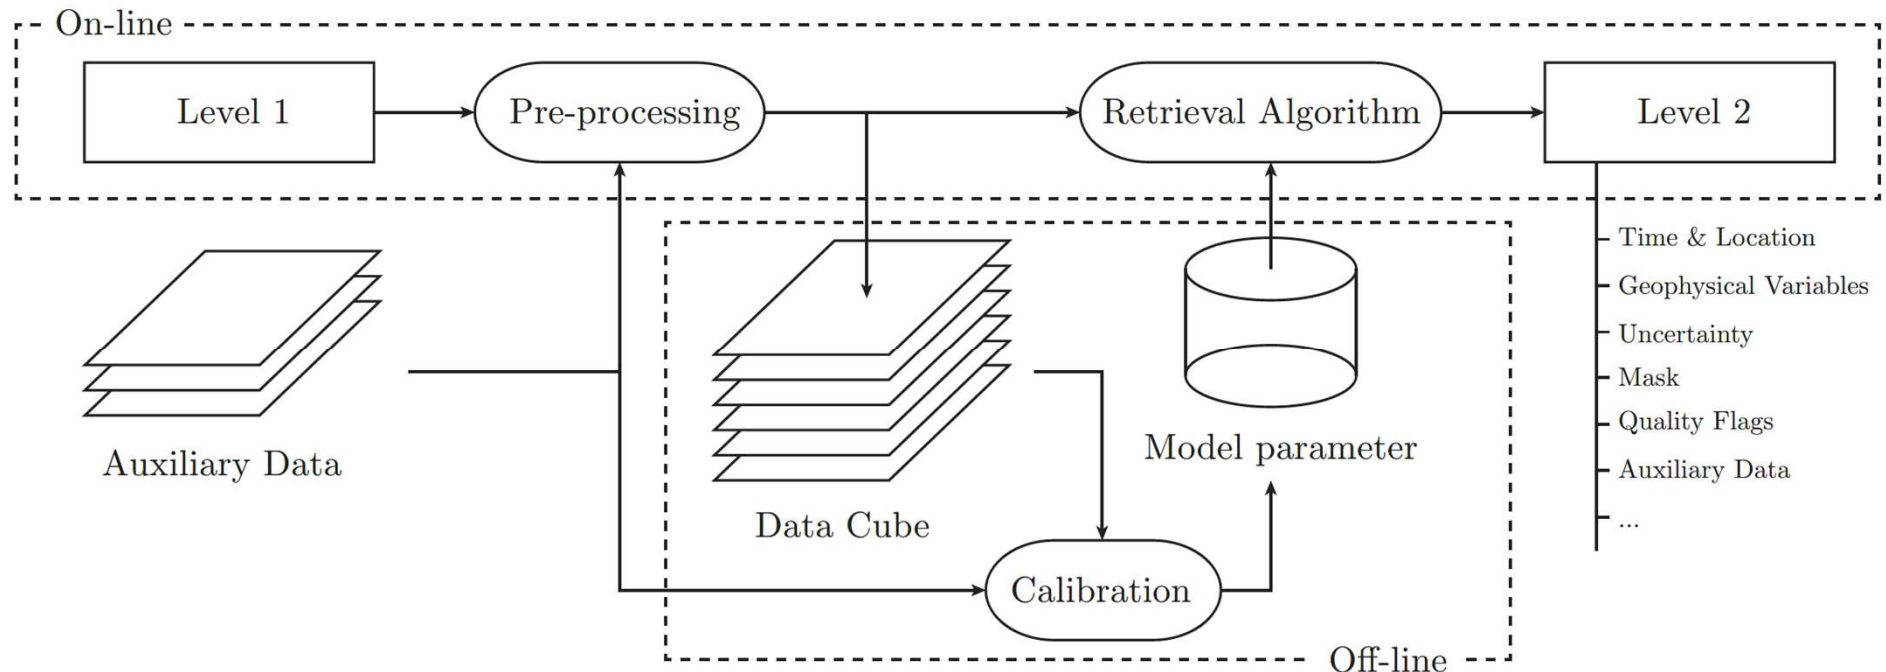 On-line
Level 1
Pre-processing
Retrieval Algorithm
Level 2
Time & Location
Geophysical Variables
Uncertainty
Mask
Quality Flags
Auxiliary Data
...
Auxiliary Data
Data Cube
Model parameter
Calibration
Off-line